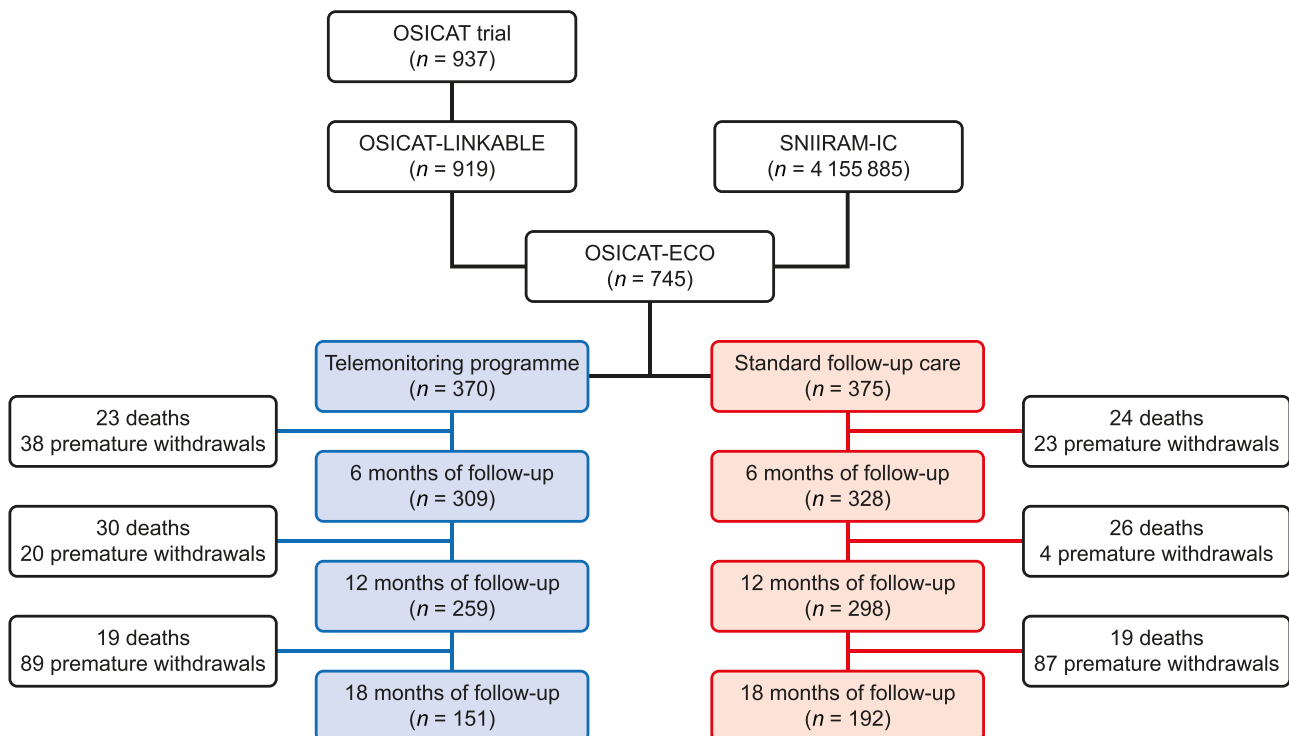 OSICAT trial
(n = 937)
OSICAT-LINKABLE
(n = 919)
SNIIRAM-IC
(n = 4 155 885)
OSICAT-ECO
(n = 745)
Telemonitoring programme
(n = 370)
Standard follow-up care
(n = 375)
23 deaths
38 premature withdrawals
24 deaths
23 premature withdrawals
6 months of follow-up
(n = 309)
6 months of follow-up
(n = 328)
30 deaths
20 premature withdrawals
26 deaths
4 premature withdrawals
12 months of follow-up
(n = 259)
12 months of follow-up
(n = 298)
19 deaths
89 premature withdrawals
19 deaths
87 premature withdrawals
18 months of follow-up
(n = 151)
18 months of follow-up
(n = 192)